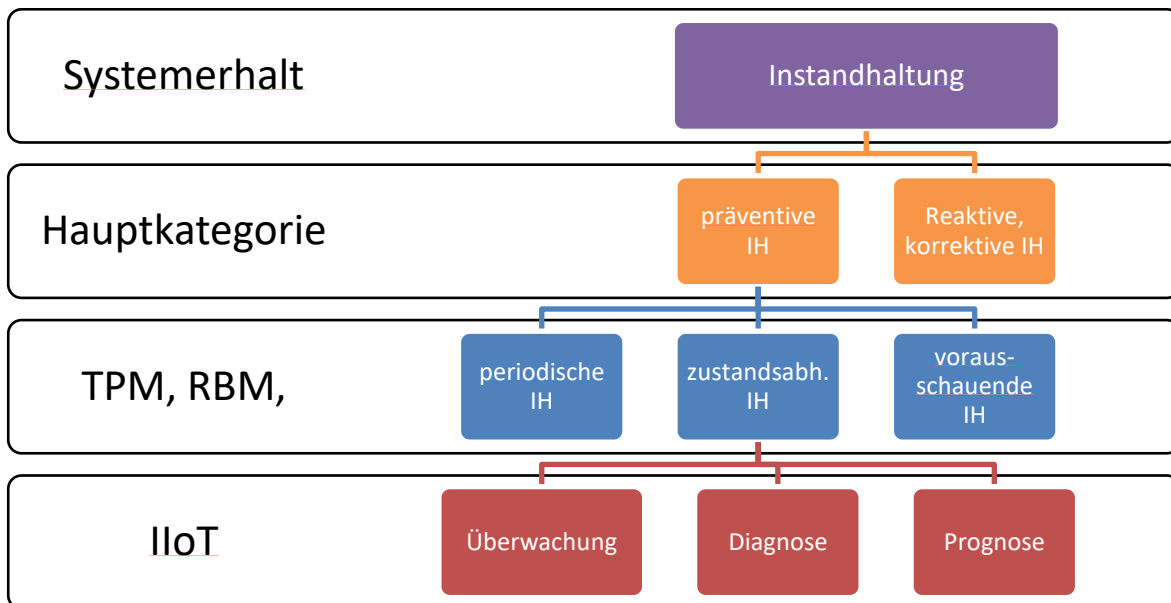 Systemerhalt
Instandhaltung
Hauptkategorie
präventive
IH
Reaktive,
korrektive IH
TPM, RBM,
periodische
IH
zustandsabh.
IH
voraus-
schauende
IH
IIoT
Überwachung
Diagnose
Prognose